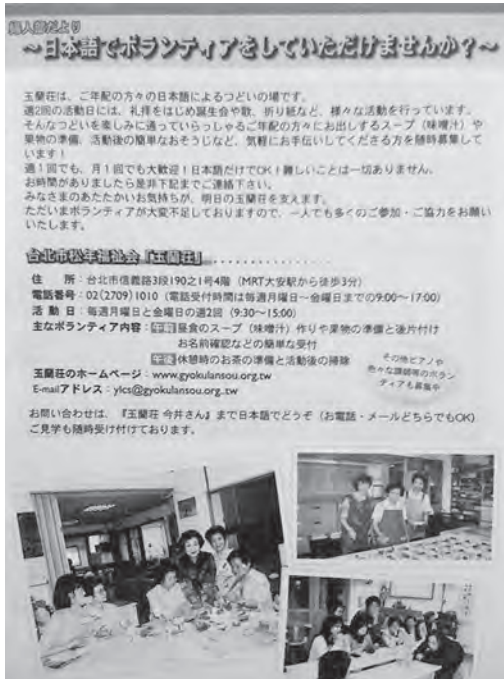 婦人部だより
～日本語でボランティアをしていただけませんか？～
玉蘭荘は、ご年配の方々の日本語によるつどいの場です。
週2回の活動日には、礼拝をはじめ誕生会や歌、折り紙など、様々な活動を行っています。
そんなつどいを楽しみに通っていらっしゃるご年配の方々にお出しするスープ（味噌汁）や
果物の準備、活動後の簡単なおそうじなど、気軽にお手伝いしてくださる方を随時募集して
います！
週1回でも、月1回でも大歓迎！日本語だけでOK！難しいことは一切ありません。
お時間がありましたら是非下記までご連絡下さい。
みなさまのあたたかいお気持ちが、明日の玉蘭荘を支えます。
ただいまボランティアが大変不足しておりますので、一人でも多くのご参加・ご協力をお願い
いたします。
台北市松年福祉会『玉蘭荘』
住　所：台北市信義路3段190之1号4階（MRT大安駅から徒歩3分）
電話番号：02(2709)1010（電話受付時間は毎週月曜日～金曜日までの9:00～17:00）
活 動 日：毎週月曜日と金曜日の週2回（9:30～15:00）
主なボランティア内容：午前 昼食のスープ（味噌汁）作りや果物の準備と後片付け
お名前確認などの簡単な受付
午後 休憩時のお茶の準備と活動後の掃除
その他ピアノや
色々な講師等のボラン
ティアも募集中
玉蘭荘のホームページ：www.gyokulansou.org.tw
E-mailアドレス：ylcs@gyokulansou.org..tw
お問い合わせは、『玉蘭荘 今井さん』まで日本語でどうぞ（お電話・メールどちらでもOK）
ご見学も随時受け付けております。